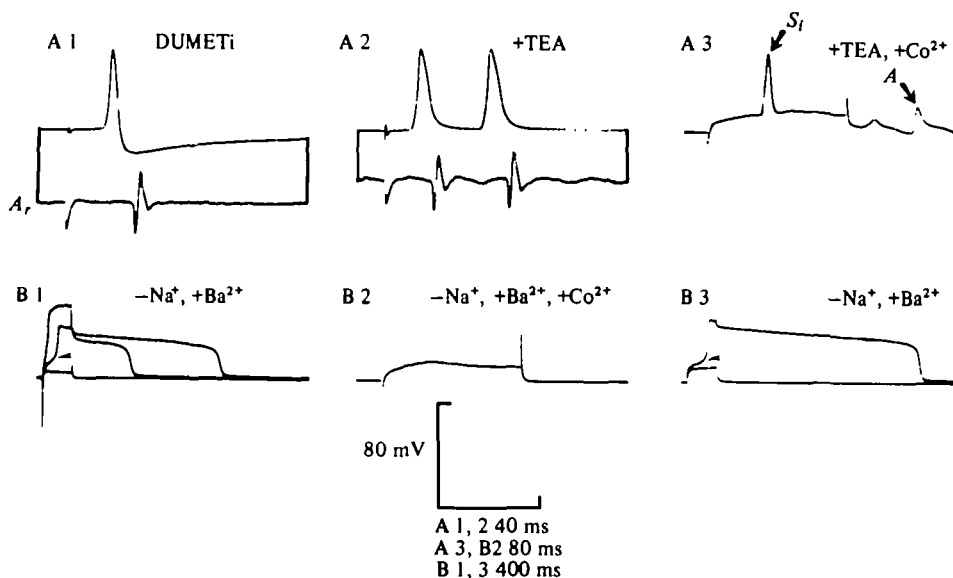 A 1 DUMETi
A 2 +TEA
A 3 +TEA, +Co²⁺
S_i
A
A_r
B 1 −Na⁺, +Ba²⁺
B 2 −Na⁺, +Ba²⁺, +Co²⁺
B 3 −Na⁺, +Ba²⁺
80 mV
A 1, 2 40 ms
A 3, B2 80 ms
B 1, 3 400 ms